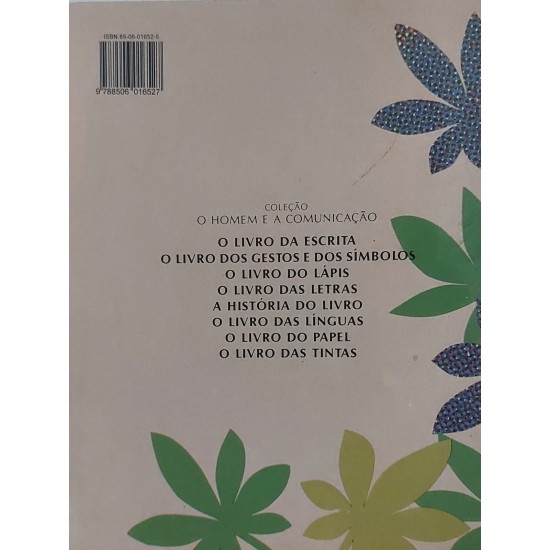 ISBN 85-06-01652-5
9 788506 016527
COLEÇÃO
O HOMEM E A COMUNICAÇÃO
O LIVRO DA ESCRITA
O LIVRO DOS GESTOS E DOS SÍMBOLOS
O LIVRO DO LÁPIS
O LIVRO DAS LETRAS
A HISTÓRIA DO LIVRO
O LIVRO DAS LÍNGUAS
O LIVRO DO PAPEL
O LIVRO DAS TINTAS